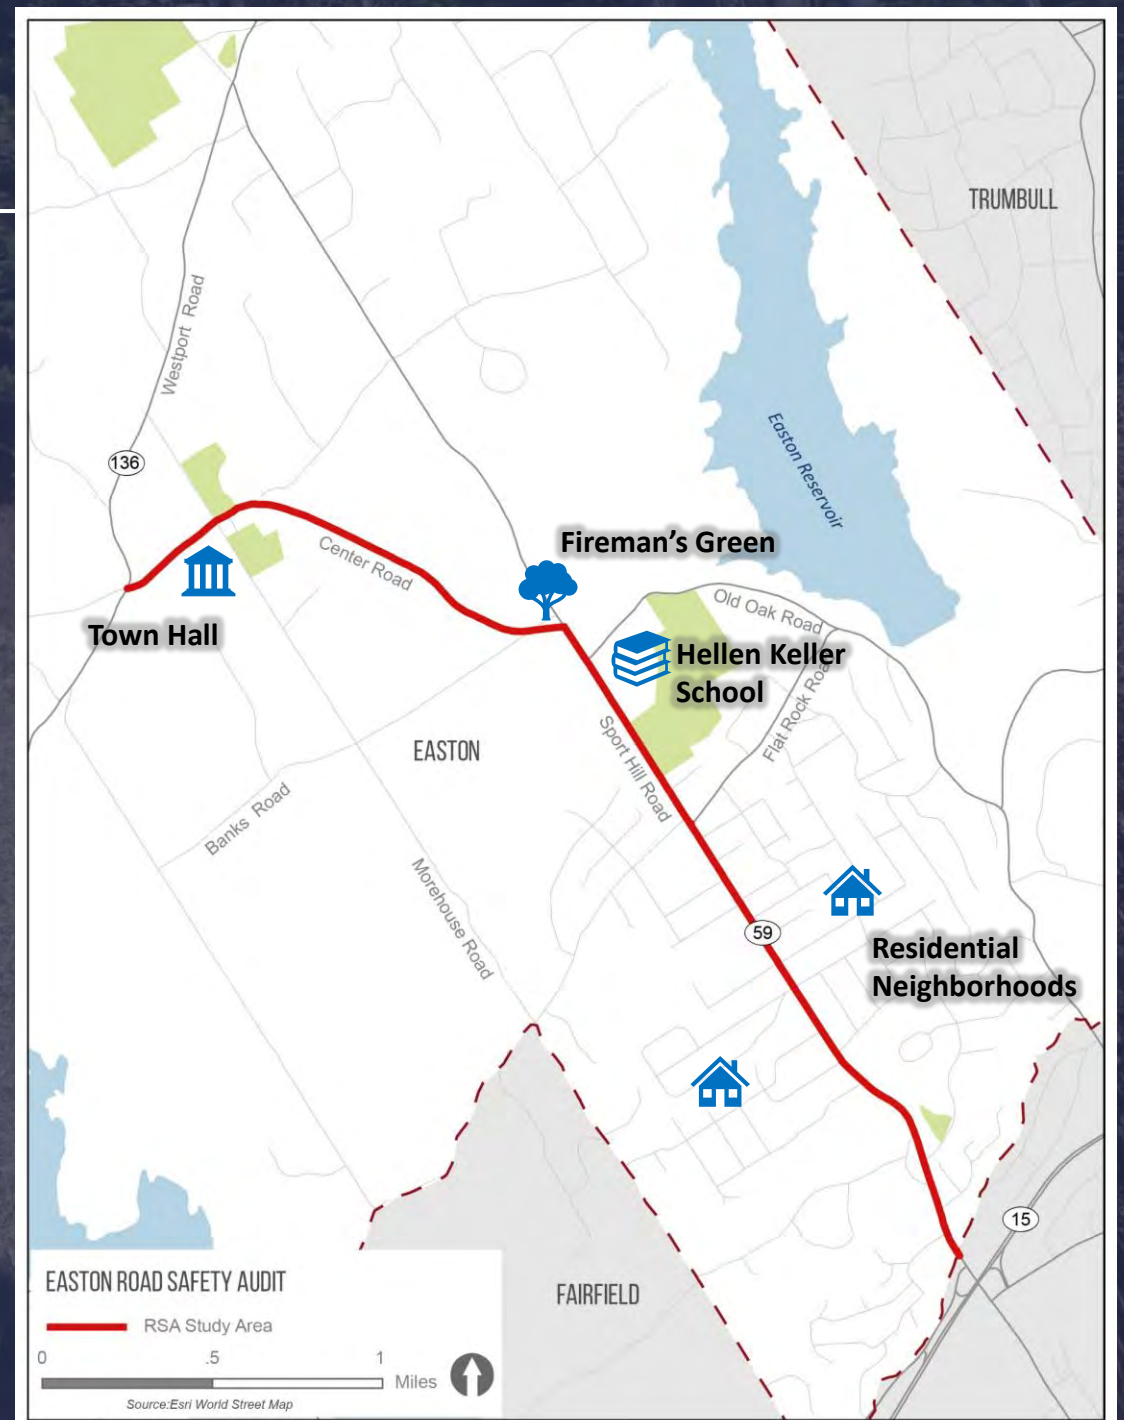 TRUMBULL
Westport Road
136
Easton Reservoir
Fireman's Green
Center Road
Old Oak Road
Town Hall
Hellen Keller
School
Flat Rock Road
Sport Hill Road
EASTON
Banks Road
Morehouse Road
59
Residential
Neighborhoods
15
EASTON ROAD SAFETY AUDIT
FAIRFIELD
RSA Study Area
0 .5 1
Miles
Source:Esri World Street Map